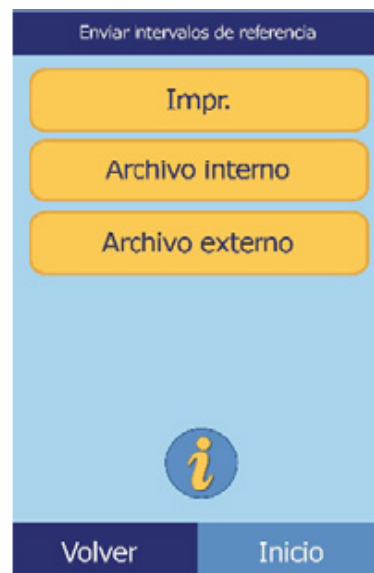 Enviar intervalos de referencia
Impr.
Archivo interno
Archivo externo
i
Volver
Inicio